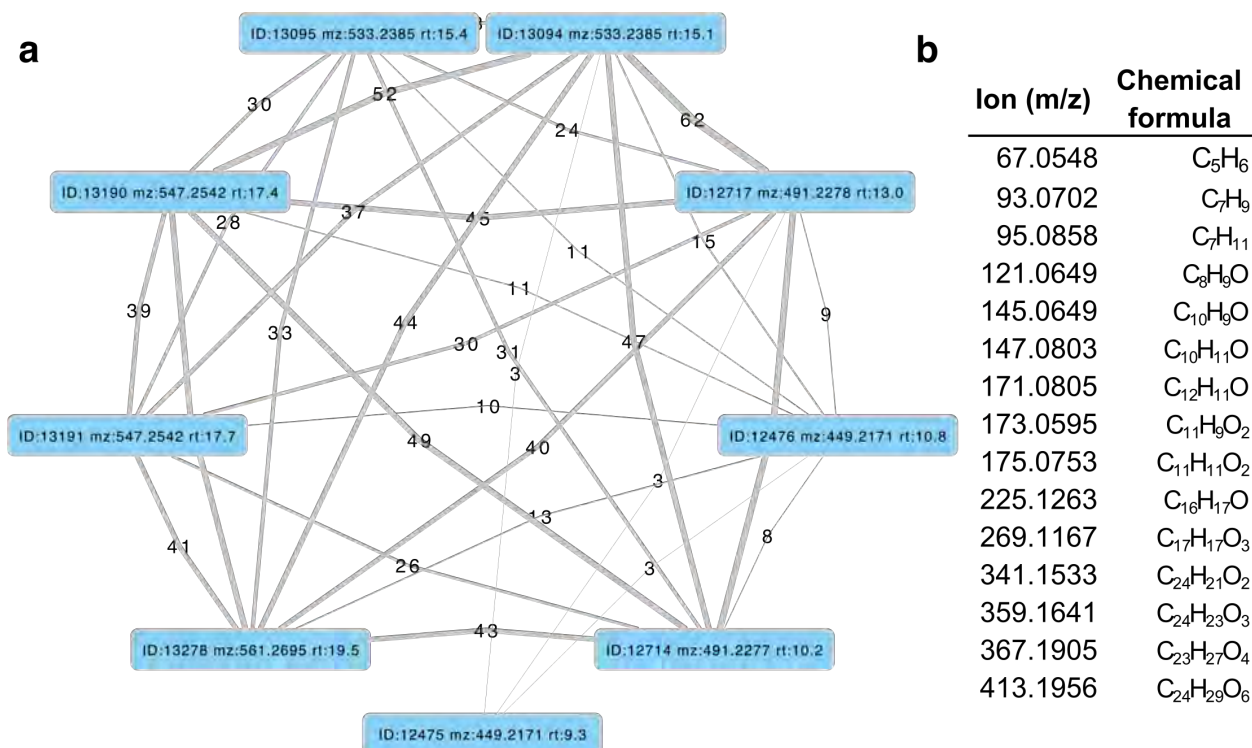 a
ID:13095 mz:533.2385 rt:15.4
ID:13094 mz:533.2385 rt:15.1
30
52
24
62
ID:13190 mz:547.2542 rt:17.4
ID:12717 mz:491.2278 rt:13.0
28
37
45
15
11
11
39
33
44
30
31
3
47
9
10
ID:13191 mz:547.2542 rt:17.7
ID:12476 mz:449.2171 rt:10.8
49
40
3
13
41
26
3
8
43
ID:13278 mz:561.2695 rt:19.5
ID:12714 mz:491.2277 rt:10.2
ID:12475 mz:449.2171 rt:9.3
b
Ion (m/z) Chemical
formula
67.0548 C₅H₆
93.0702 C₇H₉
95.0858 C₇H₁₁
121.0649 C₈H₉O
145.0649 C₁₀H₉O
147.0803 C₁₀H₁₁O
171.0805 C₁₂H₁₁O
173.0595 C₁₁H₉O₂
175.0753 C₁₁H₁₁O₂
225.1263 C₁₆H₁₇O
269.1167 C₁₇H₁₇O₃
341.1533 C₂₄H₂₁O₂
359.1641 C₂₄H₂₃O₃
367.1905 C₂₃H₂₇O₄
413.1956 C₂₄H₂₉O₆